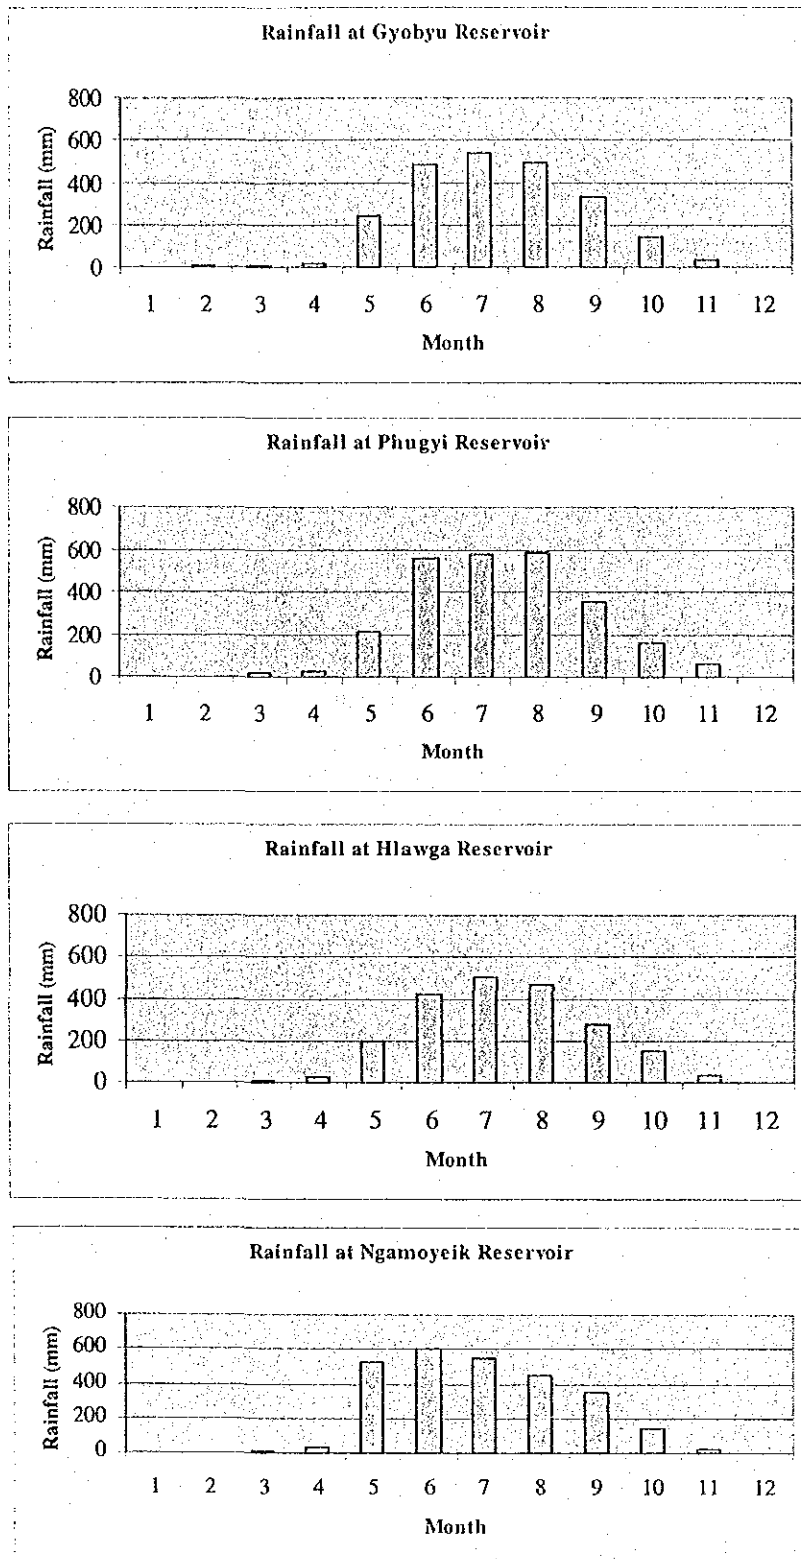 Rainfall at Gyobyu Reservoir
Rainfall (mm)
800
600
400
200
0
1 2 3 4 5 6 7 8 9 10 11 12
Month
Rainfall at Phugyi Reservoir
Rainfall (mm)
800
600
400
200
0
1 2 3 4 5 6 7 8 9 10 11 12
Month
Rainfall at Hlawga Reservoir
Rainfall (mm)
800
600
400
200
0
1 2 3 4 5 6 7 8 9 10 11 12
Month
Rainfall at Ngamoyeik Reservoir
Rainfall (mm)
800
600
400
200
0
1 2 3 4 5 6 7 8 9 10 11 12
Month